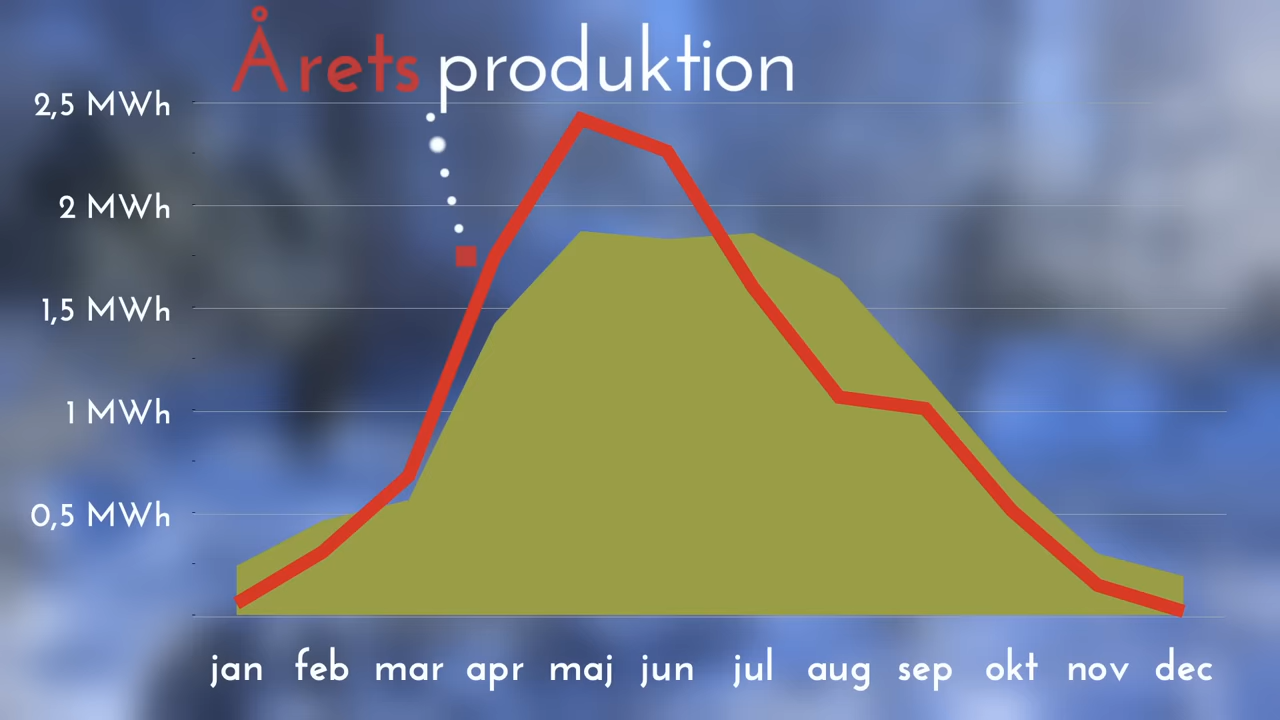 Årets produktion
2,5 MWh
2 MWh
1,5 MWh
1 MWh
0,5 MWh
jan feb mar apr maj jun jul aug sep okt nov dec